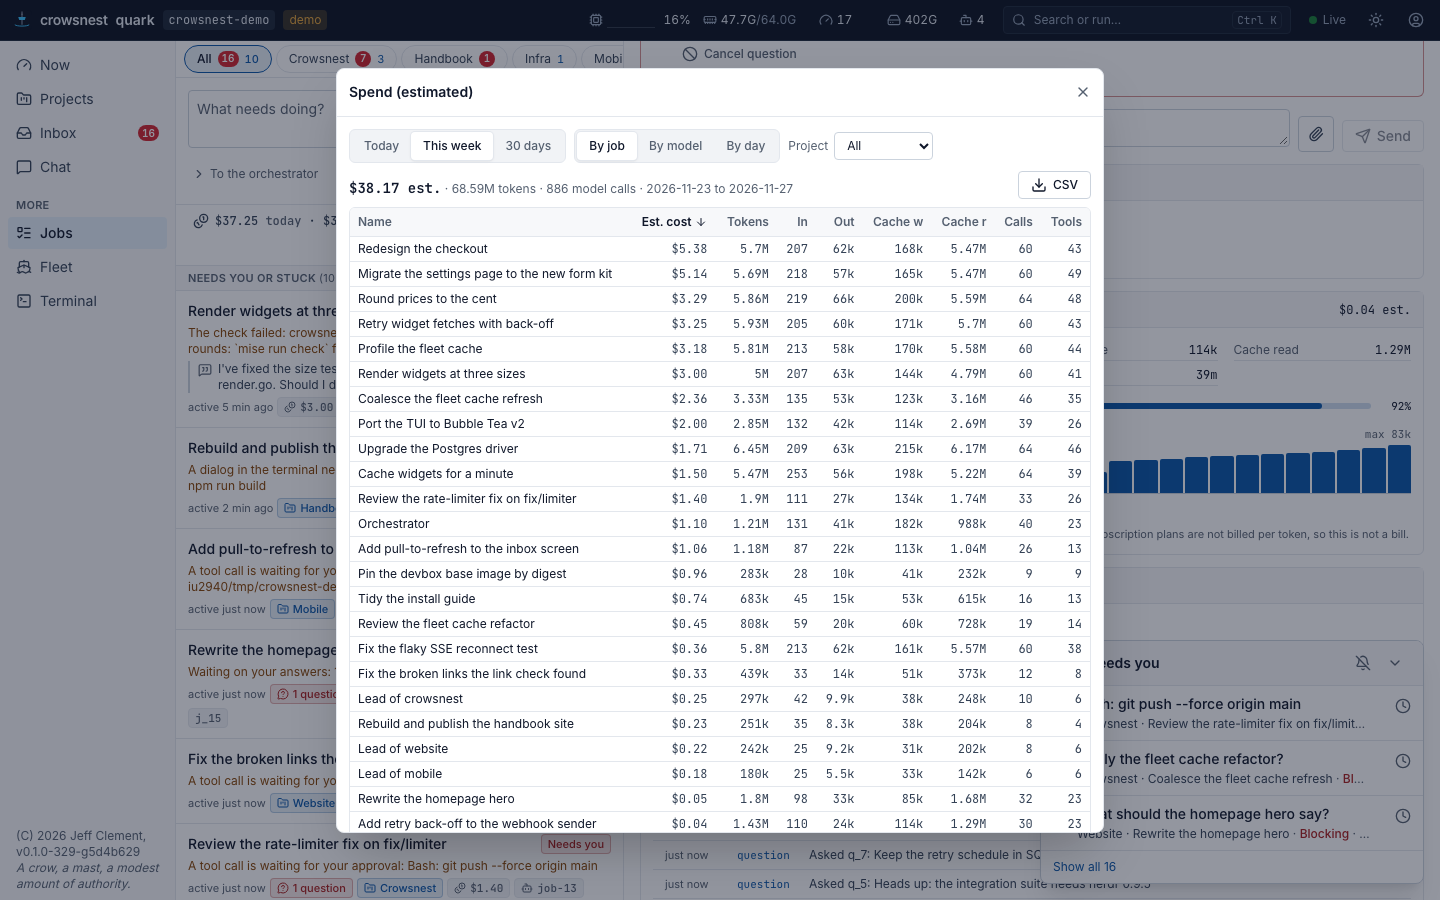 crowsnest quark crowsnest-demo demo
16% 47.7G/64.0G 17 402G 4 Search or run... Ctrl K Live
Now
Projects
Inbox 16
Chat
MORE
Jobs
Fleet
Terminal
(C) 2026 Jeff Clement,
v0.1.0-329-g5d4b629
A crow, a mast, a modest
amount of authority.
All 16 10 Crowsnest 7 3 Handbook 1 Infra 1 Mobi
What needs doing?
To the orchestrator
$37.25 today · $3
NEEDS YOU OR STUCK (10
Render widgets at thre
The check failed: crowsne
rounds: `mise run check` f
I've fixed the size tes
render.go. Should I d
active 5 min ago $3.00
Rebuild and publish th
A dialog in the terminal ne
npm run build
active 2 min ago Handb
Add pull-to-refresh to
A tool call is waiting for yo
iu2940/tmp/crowsnest-de
active just now Mobile
Rewrite the homepage
Waiting on your answers:
active just now 1 questio
j_15
Fix the broken links th
A tool call is waiting for yo
active just now Website
Review the rate-limiter fix on fix/limiter Needs you
A tool call is waiting for your approval: Bash: git push --force origin main
active just now 1 question Crowsnest $1.40 job-13
Spend (estimated)
Today This week 30 days By job By model By day Project All
$38.17 est. · 68.59M tokens · 886 model calls · 2026-11-23 to 2026-11-27 CSV
Name Est. cost ↓ Tokens In Out Cache w Cache r Calls Tools
Redesign the checkout $5.38 5.7M 207 62k 168k 5.47M 60 43
Migrate the settings page to the new form kit $5.14 5.69M 218 57k 165k 5.47M 60 49
Round prices to the cent $3.29 5.86M 219 66k 200k 5.59M 64 48
Retry widget fetches with back-off $3.25 5.93M 205 60k 171k 5.7M 60 43
Profile the fleet cache $3.18 5.81M 213 58k 170k 5.58M 60 44
Render widgets at three sizes $3.00 5M 207 63k 144k 4.79M 60 41
Coalesce the fleet cache refresh $2.36 3.33M 135 53k 123k 3.16M 46 35
Port the TUI to Bubble Tea v2 $2.00 2.85M 132 42k 114k 2.69M 39 26
Upgrade the Postgres driver $1.71 6.45M 209 63k 215k 6.17M 64 46
Cache widgets for a minute $1.50 5.47M 253 56k 198k 5.22M 64 39
Review the rate-limiter fix on fix/limiter $1.40 1.9M 111 27k 134k 1.74M 33 26
Orchestrator $1.10 1.21M 131 41k 182k 988k 40 23
Add pull-to-refresh to the inbox screen $1.06 1.18M 87 22k 113k 1.04M 26 13
Pin the devbox base image by digest $0.96 283k 28 10k 41k 232k 9 9
Tidy the install guide $0.74 683k 45 15k 53k 615k 16 13
Review the fleet cache refactor $0.45 808k 59 20k 60k 728k 19 14
Fix the flaky SSE reconnect test $0.36 5.8M 213 62k 161k 5.57M 60 38
Fix the broken links the link check found $0.33 439k 33 14k 51k 373k 12 8
Lead of crowsnest $0.25 297k 42 9.9k 38k 248k 10 6
Rebuild and publish the handbook site $0.23 251k 35 8.3k 38k 204k 8 4
Lead of website $0.22 242k 25 9.2k 31k 202k 8 6
Lead of mobile $0.18 180k 25 5.5k 33k 142k 6 6
Rewrite the homepage hero $0.05 1.8M 98 33k 85k 1.68M 32 23
Add retry back-off to the webhook sender $0.04 1.43M 110 24k 114k 1.29M 30 23
Cancel question
Send
$0.04 est.
e 114k Cache read 1.29M
39m
92%
max 83k
bscription plans are not billed per token, so this is not a bill.
eeds you
h: git push --force origin main
wsnest · Review the rate-limiter fix on fix/limit...
ly the fleet cache refactor?
wsnest · Coalesce the fleet cache refresh · Bl...
at should the homepage hero say?
Website · Rewrite the homepage hero · Blocking · ...
Show all 16
just now question Asked q_7: Keep the retry schedule in SQ
just now question Asked q_5: Heads up: the integration suite needs nerdf 0.9.5